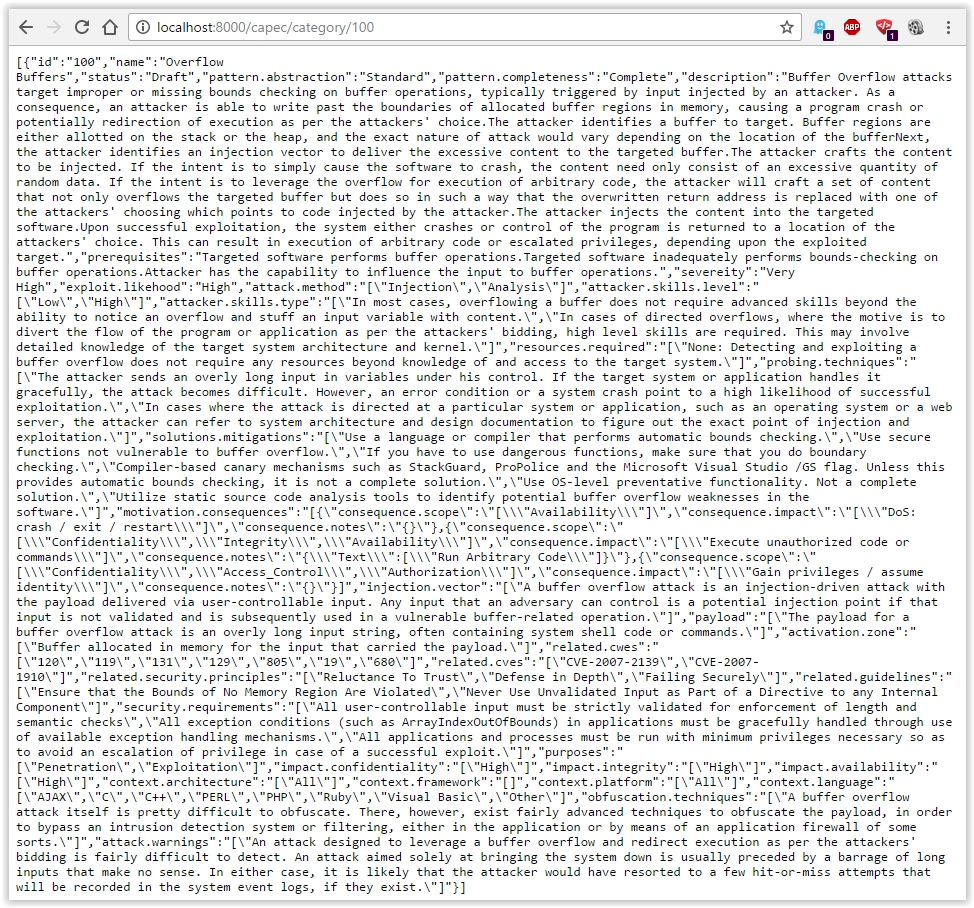 localhost:8000/capec/category/100
0
ABP
1
[{"id":"100","name":"Overflow
Buffers","status":"Draft","pattern.abstraction":"Standard","pattern.completeness":"Complete","description":"Buffer Overflow attacks
target improper or missing bounds checking on buffer operations, typically triggered by input injected by an attacker. As a
consequence, an attacker is able to write past the boundaries of allocated buffer regions in memory, causing a program crash or
potentially redirection of execution as per the attackers' choice.The attacker identifies a buffer to target. Buffer regions are
either allotted on the stack or the heap, and the exact nature of attack would vary depending on the location of the bufferNext,
the attacker identifies an injection vector to deliver the excessive content to the targeted buffer.The attacker crafts the content
to be injected. If the intent is to simply cause the software to crash, the content need only consist of an excessive quantity of
random data. If the intent is to leverage the overflow for execution of arbitrary code, the attacker will craft a set of content
that not only overflows the targeted buffer but does so in such a way that the overwritten return address is replaced with one of
the attackers' choosing which points to code injected by the attacker.The attacker injects the content into the targeted
software.Upon successful exploitation, the system either crashes or control of the program is returned to a location of the
attackers' choice. This can result in execution of arbitrary code or escalated privileges, depending upon the exploited
target.","prerequisites":"Targeted software performs buffer operations.Targeted software inadequately performs bounds-checking on
buffer operations.Attacker has the capability to influence the input to buffer operations.","severeity":"Very
High","exploit.likehood":"High","attack.method":"[\"Injection\",\"Analysis\"]","attacker.skills.level":"
[\"Low\",\"High\"]","attacker.skills.type":"[\"In most cases, overflowing a buffer does not require advanced skills beyond the
ability to notice an overflow and stuff an input variable with content.\",\"In cases of directed overflows, where the motive is to
divert the flow of the program or application as per the attackers' bidding, high level skills are required. This may involve
detailed knowledge of the target system architecture and kernel.\"]","resources.required":"[\"None: Detecting and exploiting a
buffer overflow does not require any resources beyond knowledge of and access to the target system.\"]","probing.techniques":"
[\"The attacker sends an overly long input in variables under his control. If the target system or application handles it
gracefully, the attack becomes difficult. However, an error condition or a system crash point to a high likelihood of successful
exploitation.\",\"In cases where the attack is directed at a particular system or application, such as an operating system or a web
server, the attacker can refer to system architecture and design documentation to figure out the exact point of injection and
exploitation.\"]","solutions.mitigations":"[\"Use a language or compiler that performs automatic bounds checking.\",\"Use secure
functions not vulnerable to buffer overflow.\",\"If you have to use dangerous functions, make sure that you do boundary
checking.\",\"Compiler-based canary mechanisms such as StackGuard, ProPolice and the Microsoft Visual Studio /GS flag. Unless this
provides automatic bounds checking, it is not a complete solution.\",\"Use OS-level preventative functionality. Not a complete
solution.\",\"Utilize static source code analysis tools to identify potential buffer overflow weaknesses in the
software.\"]","motivation.consequences":"[{\"consequence.scope\":\"[\\\"Availability\\\"]\",\"consequence.impact\":\"[\\\"DoS:
crash / exit / restart\\\"]\",\"consequence.notes\":\"{}\"},{\"consequence.scope\":\"
[\\\"Confidentiality\\\",\\\"Integrity\\\",\\\"Availability\\\"]\",\"consequence.impact\":\"[\\\"Execute unauthorized code or
commands\\\"]\",\"consequence.notes\":\"{\\\"Text\\\":[\\\"Run Arbitrary Code\\\"]}\"},{\"consequence.scope\":\"
[\\\"Confidentiality\\\",\\\"Access_Control\\\",\\\"Authorization\\\"]\",\"consequence.impact\":\"[\\\"Gain privileges / assume
identity\\\"]\",\"consequence.notes\":\"{}\"}]","injection.vector":"[\"A buffer overflow attack is an injection-driven attack with
the payload delivered via user-controllable input. Any input that an adversary can control is a potential injection point if that
input is not validated and is subsequently used in a vulnerable buffer-related operation.\"]","payload":"[\"The payload for a
buffer overflow attack is an overly long input string, often containing system shell code or commands.\"]","activation.zone":"
[\"Buffer allocated in memory for the input that carried the payload.\"]","related.cwes":"
[\"120\",\"119\",\"131\",\"129\",\"805\",\"19\",\"680\"]","related.cves":"[\"CVE-2007-2139\",\"CVE-2007-
1910\"]","related.security.principles":"[\"Reluctance To Trust\",\"Defense in Depth\",\"Failing Securely\"]","related.guidelines":"
[\"Ensure that the Bounds of No Memory Region Are Violated\",\"Never Use Unvalidated Input as Part of a Directive to any Internal
Component\"]","security.requirements":"[\"All user-controllable input must be strictly validated for enforcement of length and
semantic checks\",\"All exception conditions (such as ArrayIndexOutOfBounds) in applications must be gracefully handled through use
of available exception handling mechanisms.\",\"All applications and processes must be run with minimum privileges necessary so as
to avoid an escalation of privilege in case of a successful exploit.\"]","purposes":"
[\"Penetration\",\"Exploitation\"]","impact.confidentiality":"[\"High\"]","impact.integrity":"[\"High\"]","impact.availability":"
[\"High\"]","context.architecture":"[\"All\"]","context.framework":"[]","context.platform":"[\"All\"]","context.language":"
[\"AJAX\",\"C\",\"C++\",\"PERL\",\"PHP\",\"Ruby\",\"Visual Basic\",\"Other\"]","obfuscation.techniques":"[\"A buffer overflow
attack itself is pretty difficult to obfuscate. There, however, exist fairly advanced techniques to obfuscate the payload, in order
to bypass an intrusion detection system or filtering, either in the application or by means of an application firewall of some
sorts.\"]","attack.warnings":"[\"An attack designed to leverage a buffer overflow and redirect execution as per the attackers'
bidding is fairly difficult to detect. An attack aimed solely at bringing the system down is usually preceded by a barrage of long
inputs that make no sense. In either case, it is likely that the attacker would have resorted to a few hit-or-miss attempts that
will be recorded in the system event logs, if they exist.\"]"}]